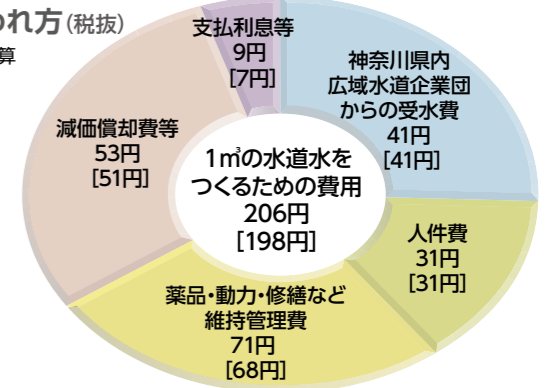 われ方(税抜)
算
支払利息等
9円
[7円]
神奈川県内
広域水道企業団
からの受水費
41円
[41円]
減価償却費等
53円
[51円]
1㎥の水道水を
つくるための費用
206円
[198円]
人件費
31円
[31円]
薬品・動力・修繕など
維持管理費
71円
[68円]